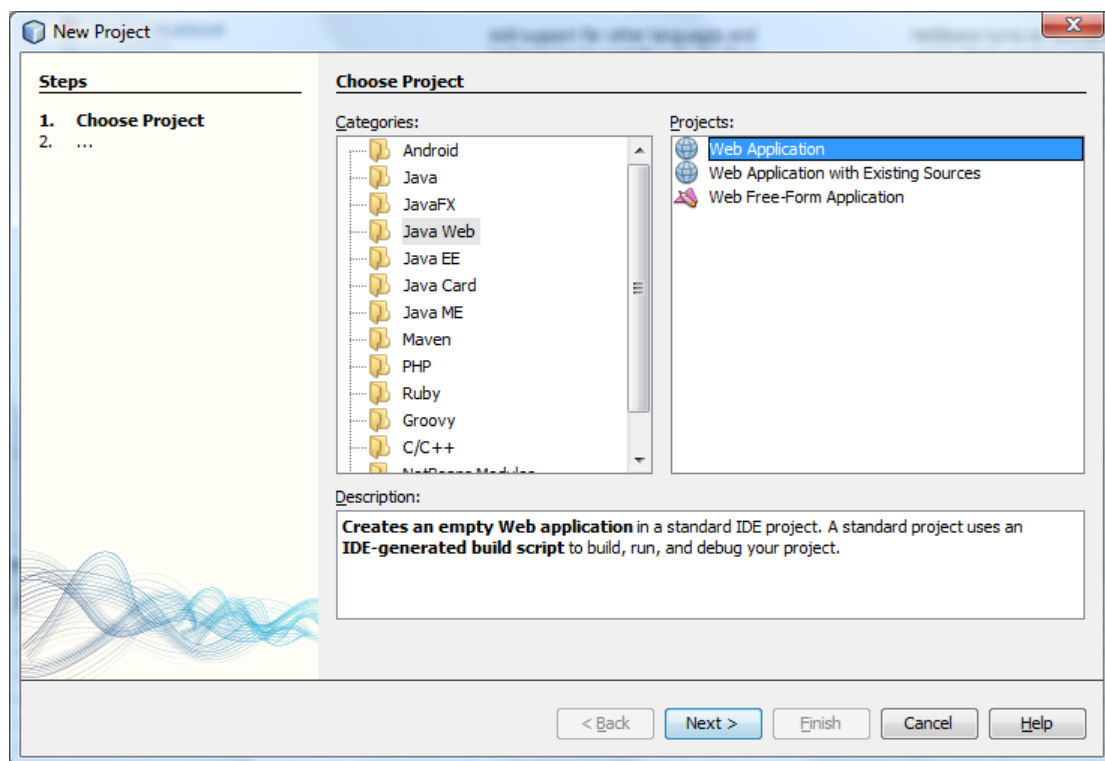 New Project
Steps
1. Choose Project
2. ...
Choose Project
Categories:
Android
Java
JavaFX
Java Web
Java EE
Java Card
Java ME
Maven
PHP
Ruby
Groovy
C/C++
NetBeans Modules
Projects:
Web Application
Web Application with Existing Sources
Web Free-Form Application
Description:
Creates an empty Web application in a standard IDE project. A standard project uses an
IDE-generated build script to build, run, and debug your project.
< Back
Next >
Finish
Cancel
Help